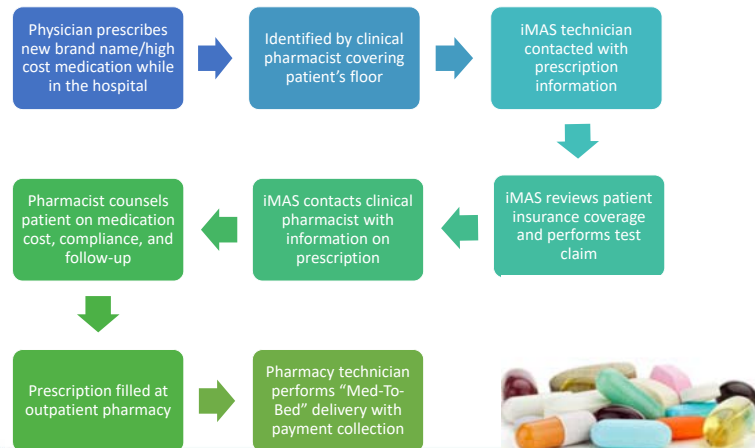 Physician prescribes
new brand name/high
cost medication while
in the hospital
Identified by clinical
pharmacist covering
patient's floor
iMAS technician
contacted with
prescription
information
iMAS reviews patient
insurance coverage
and performs test
claim
iMAS contacts clinical
pharmacist with
information on
prescription
Pharmacist counsels
patient on medication
cost, compliance, and
follow-up
Prescription filled at
outpatient pharmacy
Pharmacy technician
performs “Med-To-
Bed” delivery with
payment collection